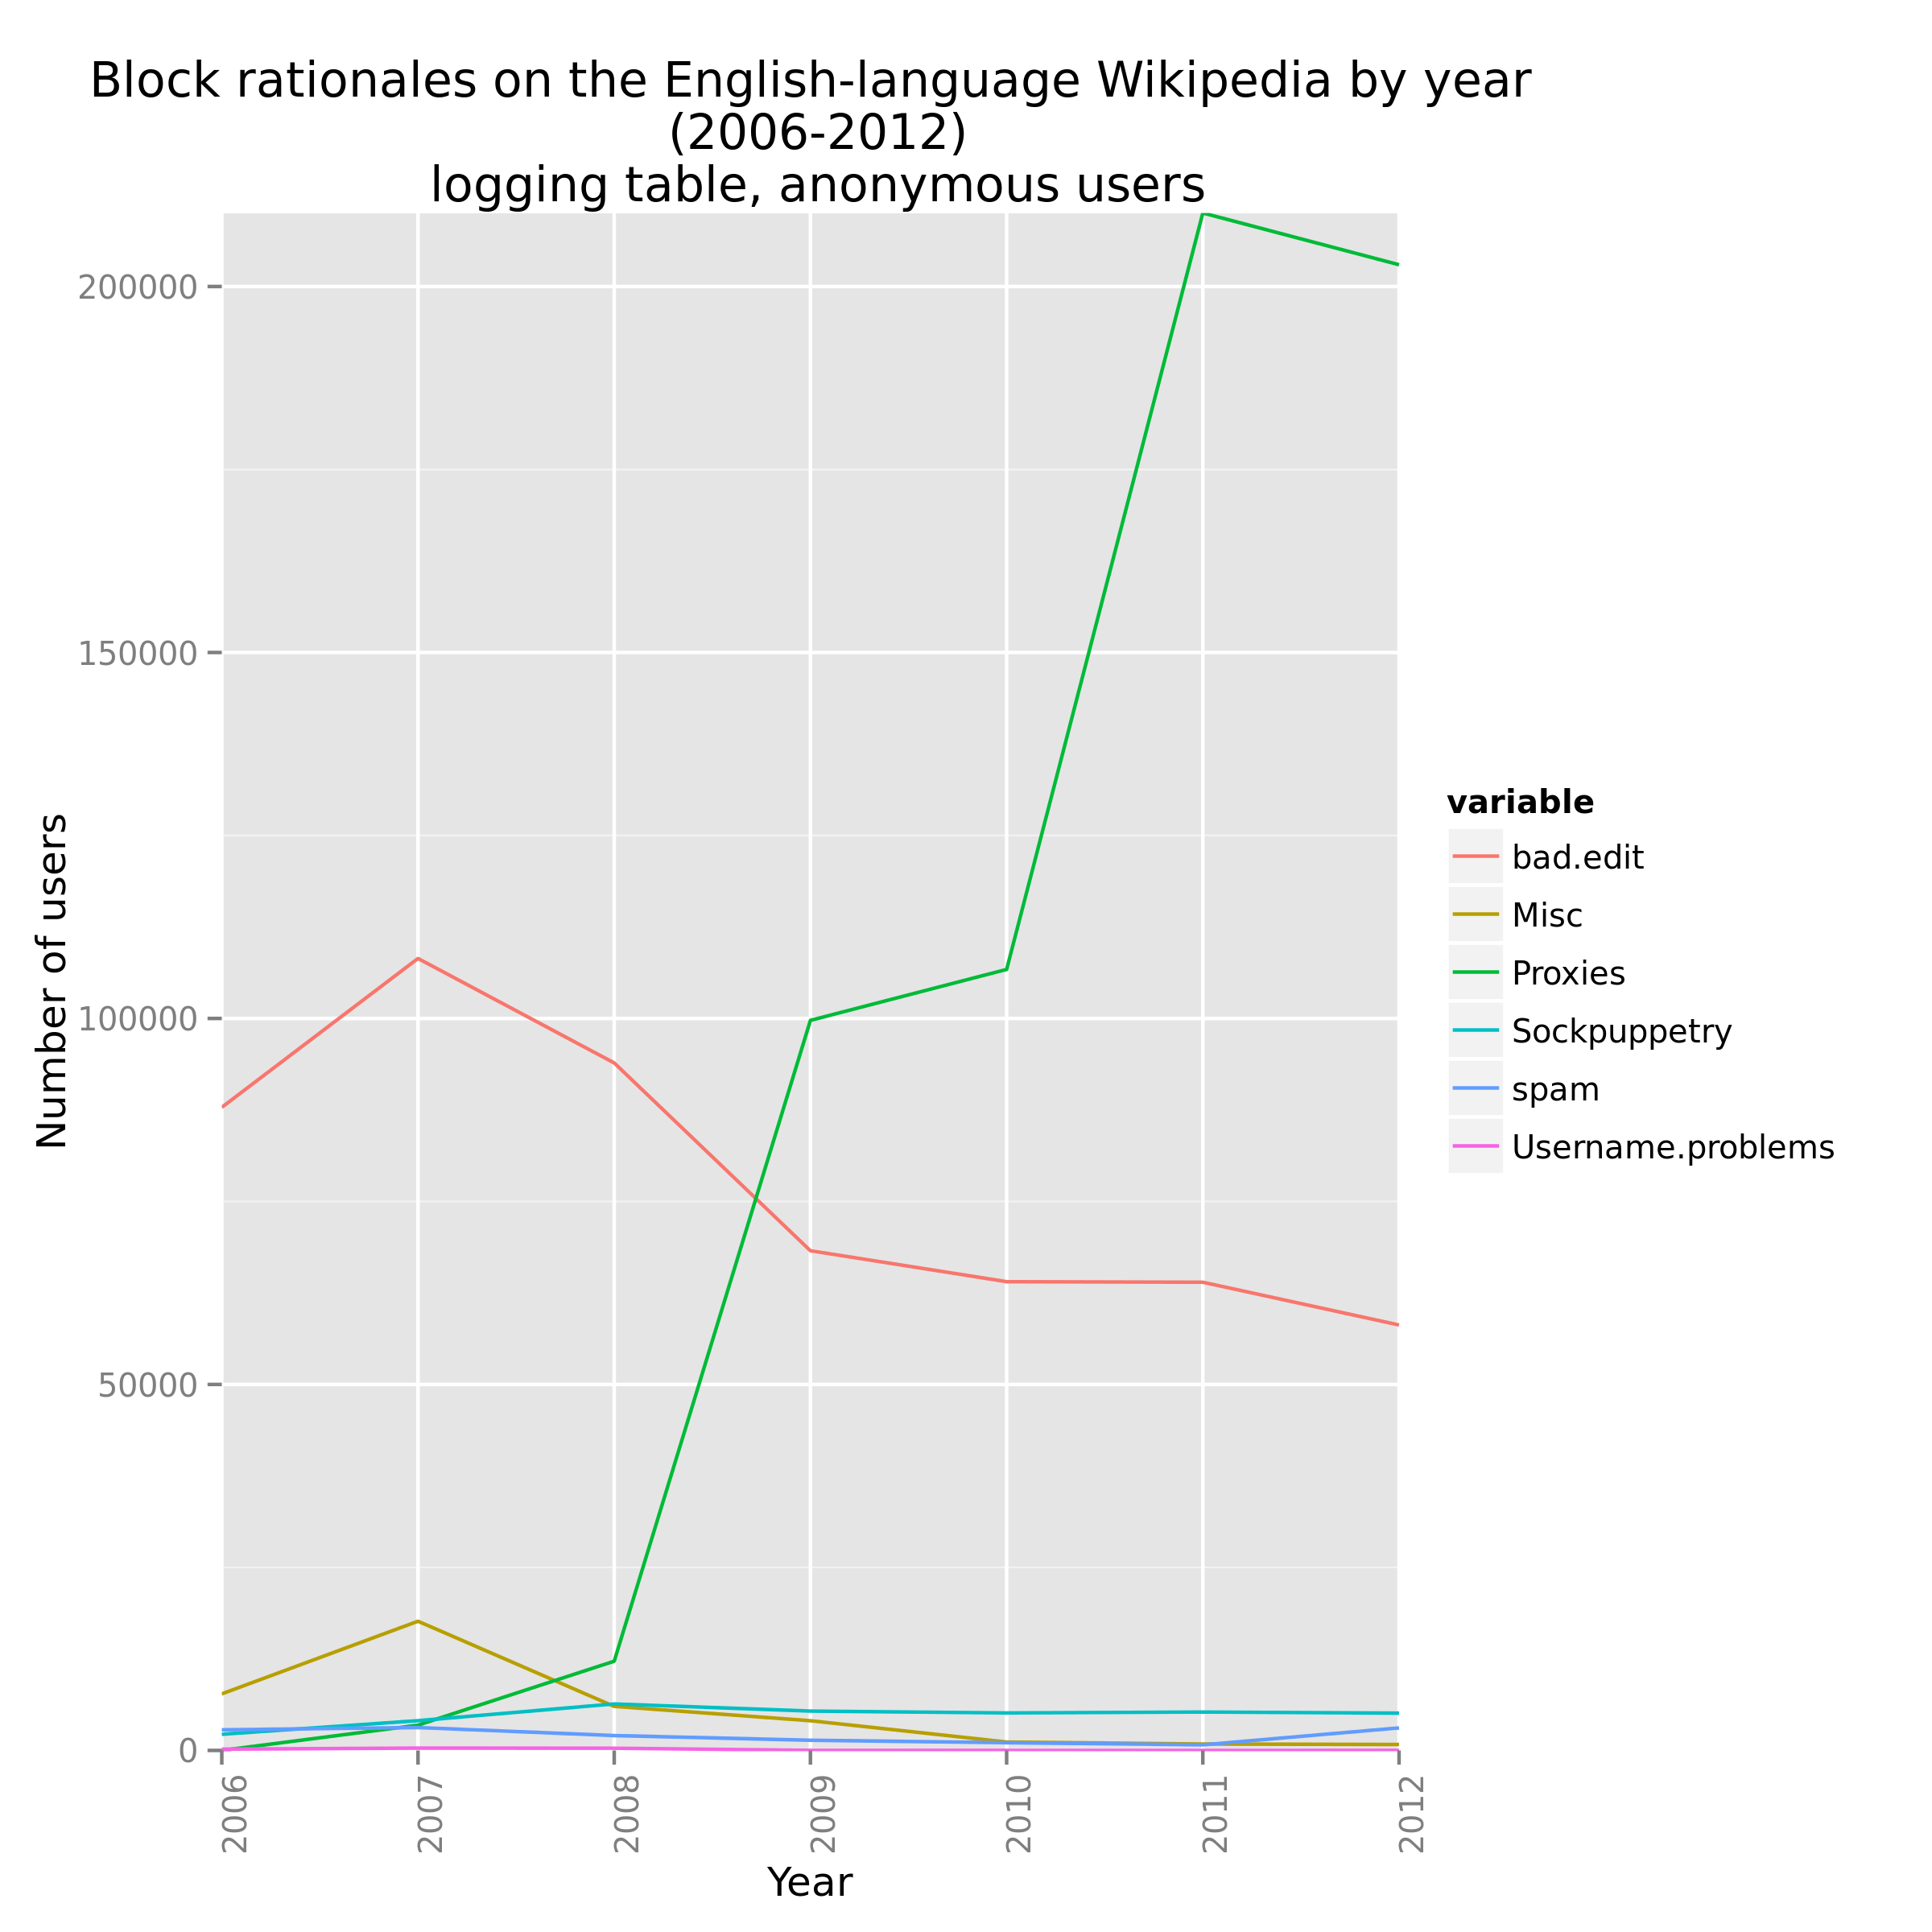 Block rationales on the English-language Wikipedia by year
(2006-2012)
logging table, anonymous users
Number of users
200000
150000
100000
50000
0
2006
2007
2008
2009
2010
2011
2012
Year
variable
bad.edit
Misc
Proxies
Sockpuppetry
spam
Username.problems